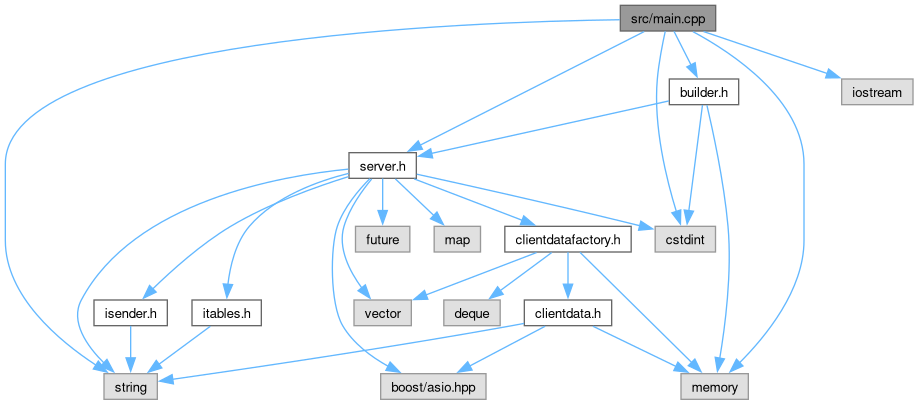 src/main.cpp
builder.h
iostream
server.h
future
map
clientdatafactory.h
cstdint
isender.h
itables.h
vector
deque
clientdata.h
string
boost/asio.hpp
memory